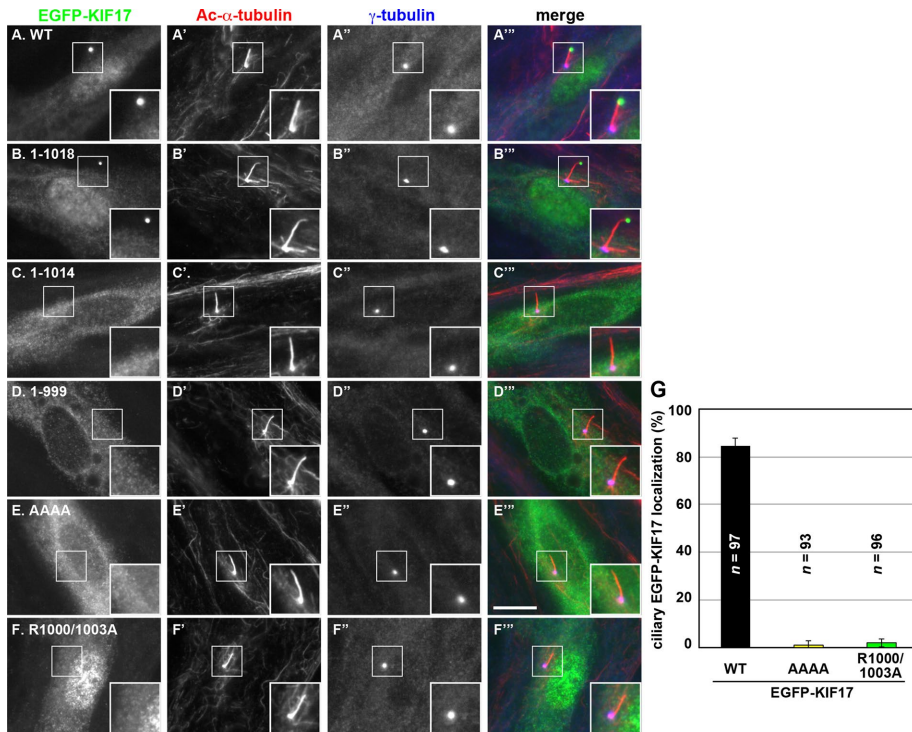 EGFP-KIF17 Ac-α-tubulin γ-tubulin merge
A. WT A' A'' A'''
B. 1-1018 B' B'' B'''
C. 1-1014 C'. C'' C'''
D. 1-999 D' D'' D'''
E. AAAA E' E'' E'''
F. R1000/1003A F' F'' F'''
G
ciliary EGFP-KIF17 localization (%)
100
80
60
40
20
0
n = 97
n = 93
n = 96
WT AAAA R1000/
1003A
EGFP-KIF17